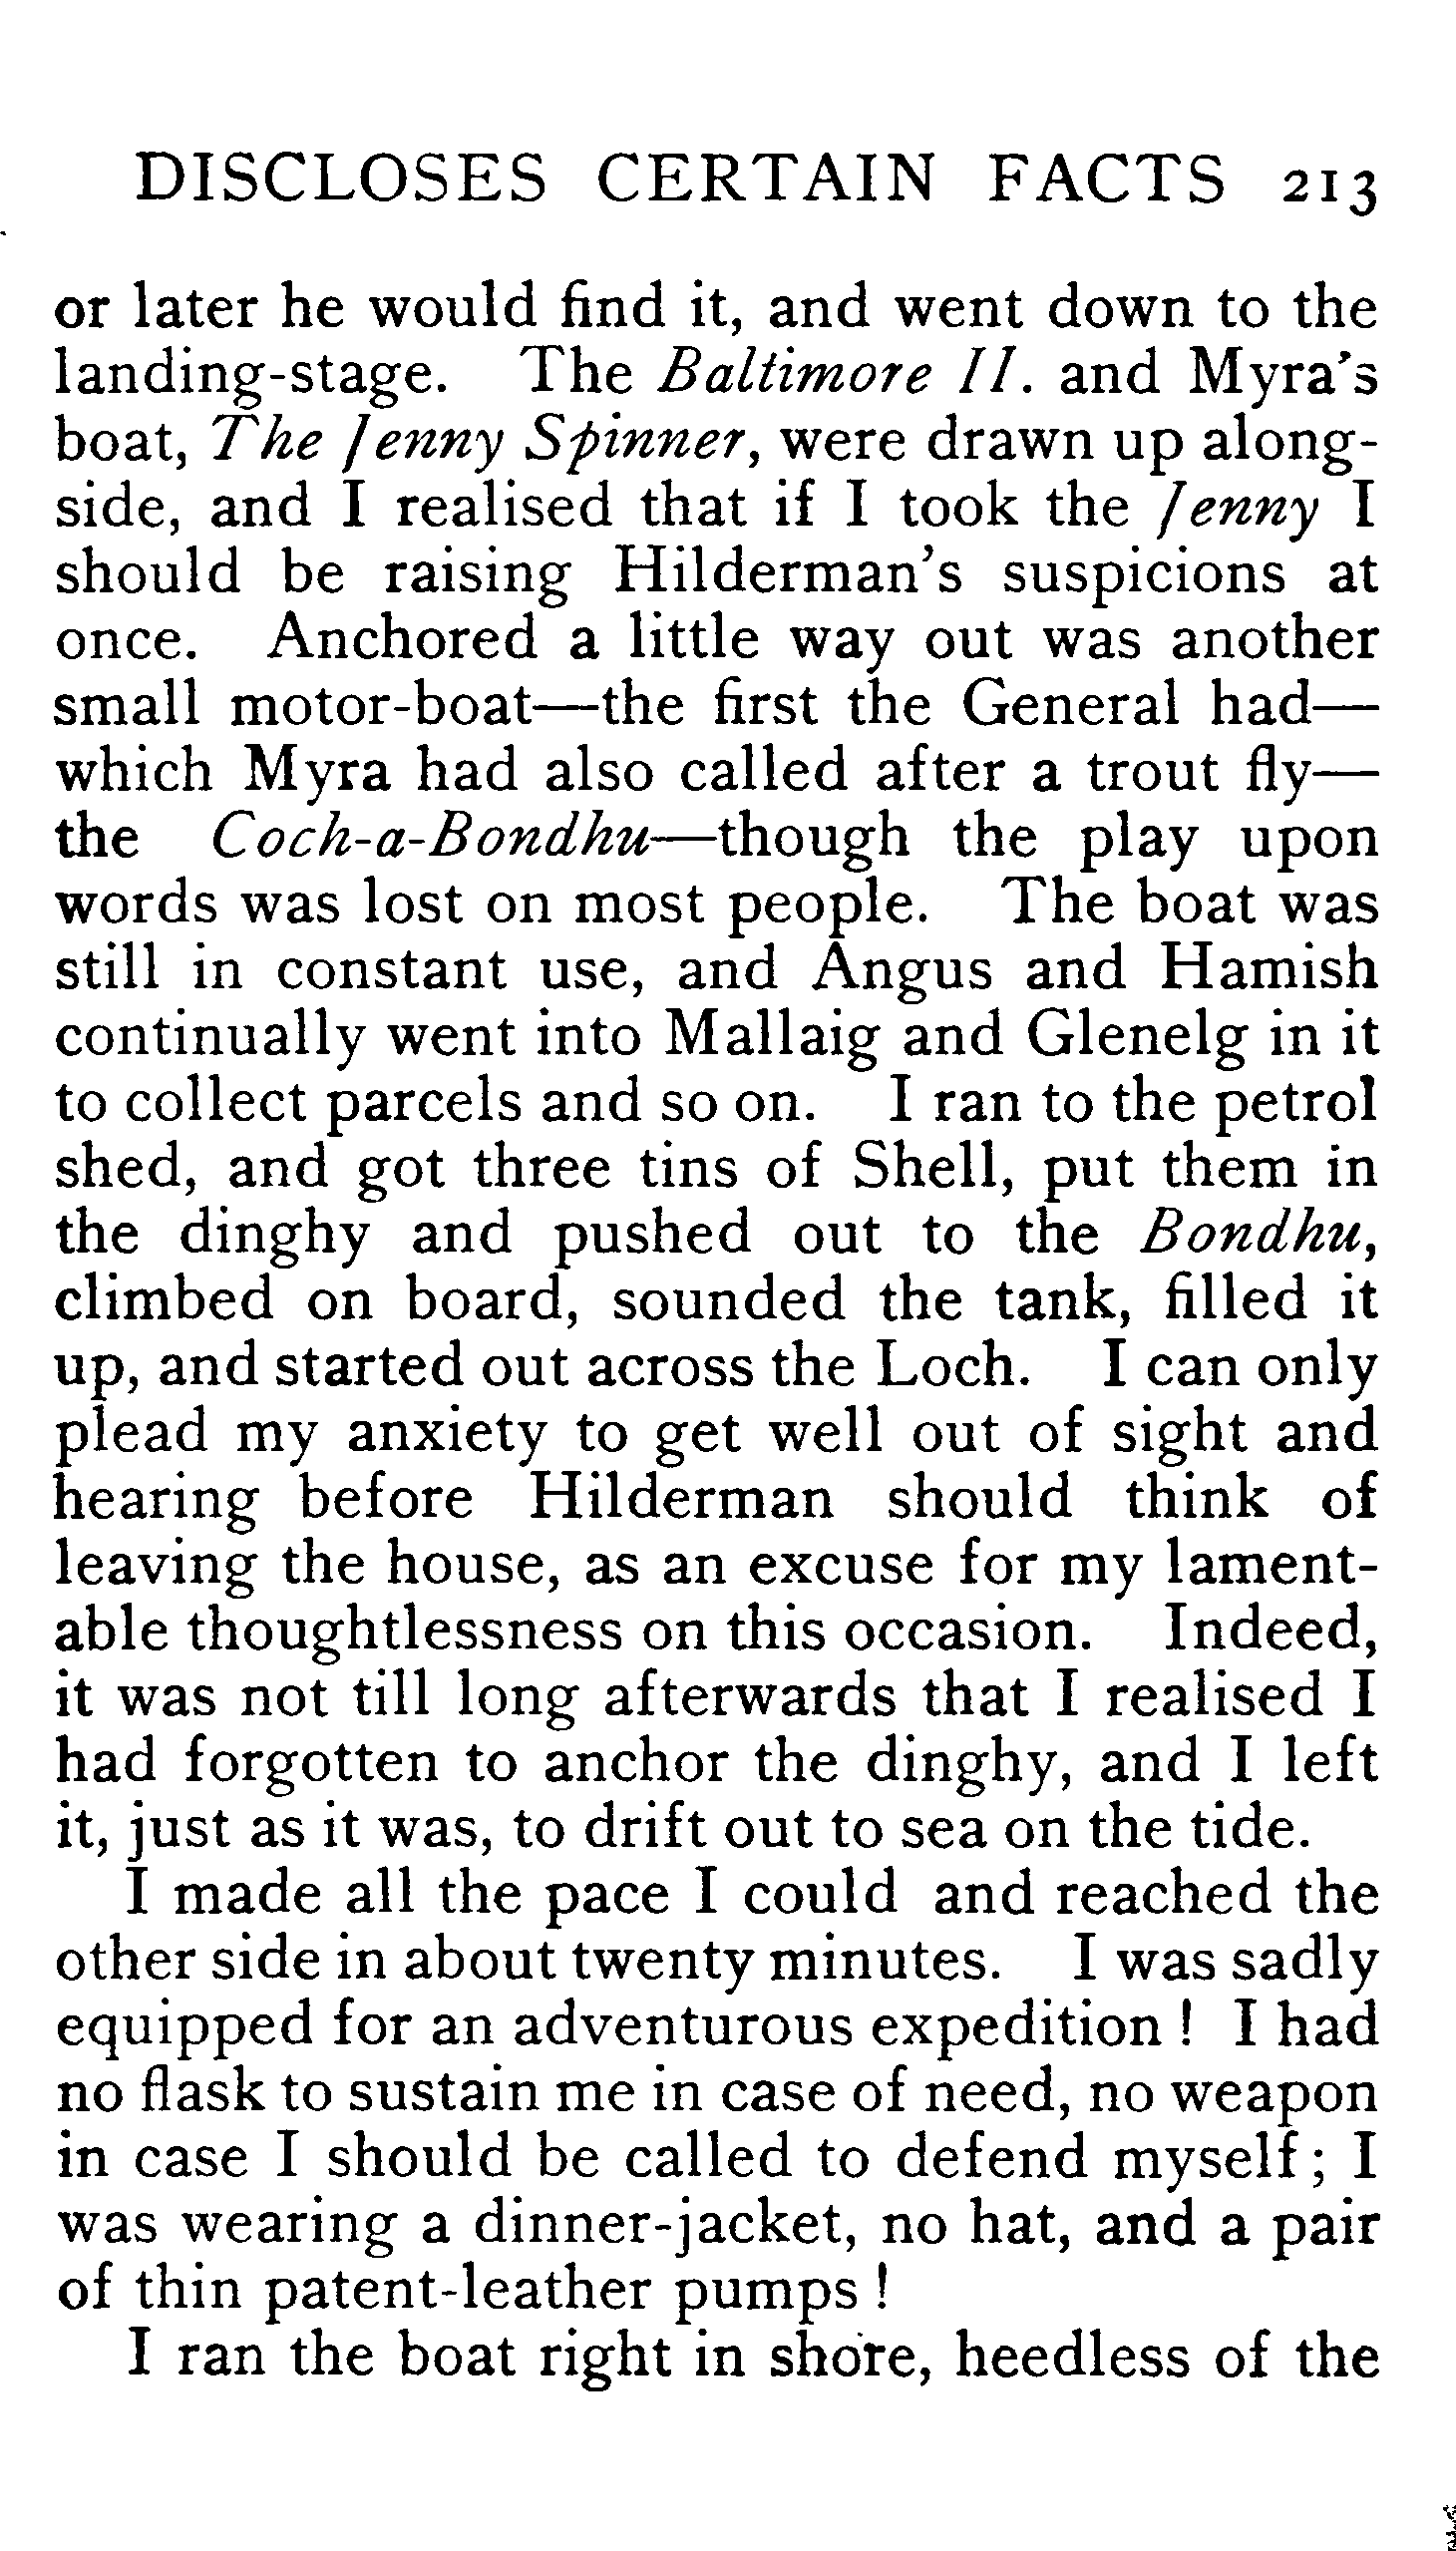 DISCLOSES CERTAIN FACTS 213
or later he would find it, and went down to the
landing-stage. The Baltimore II. and Myra's
boat, The Jenny Spinner, were drawn up along-
side, and I realised that if I took the Jenny I
should be raising Hilderman's suspicions at
once. Anchored a little way out was another
small motor-boat—the first the General had—
which Myra had also called after a trout fly—
the Coch-a-Bondhu—though the play upon
words was lost on most people. The boat was
still in constant use, and Angus and Hamish
continually went into Mallaig and Glenelg in it
to collect parcels and so on. I ran to the petrol
shed, and got three tins of Shell, put them in
the dinghy and pushed out to the Bondhu,
climbed on board, sounded the tank, filled it
up, and started out across the Loch. I can only
plead my anxiety to get well out of sight and
hearing before Hilderman should think of
leaving the house, as an excuse for my lament-
able thoughtlessness on this occasion. Indeed,
it was not till long afterwards that I realised I
had forgotten to anchor the dinghy, and I left
it, just as it was, to drift out to sea on the tide.
I made all the pace I could and reached the
other side in about twenty minutes. I was sadly
equipped for an adventurous expedition ! I had
no flask to sustain me in case of need, no weapon
in case I should be called to defend myself ; I
was wearing a dinner-jacket, no hat, and a pair
of thin patent-leather pumps !
I ran the boat right in shore, heedless of the